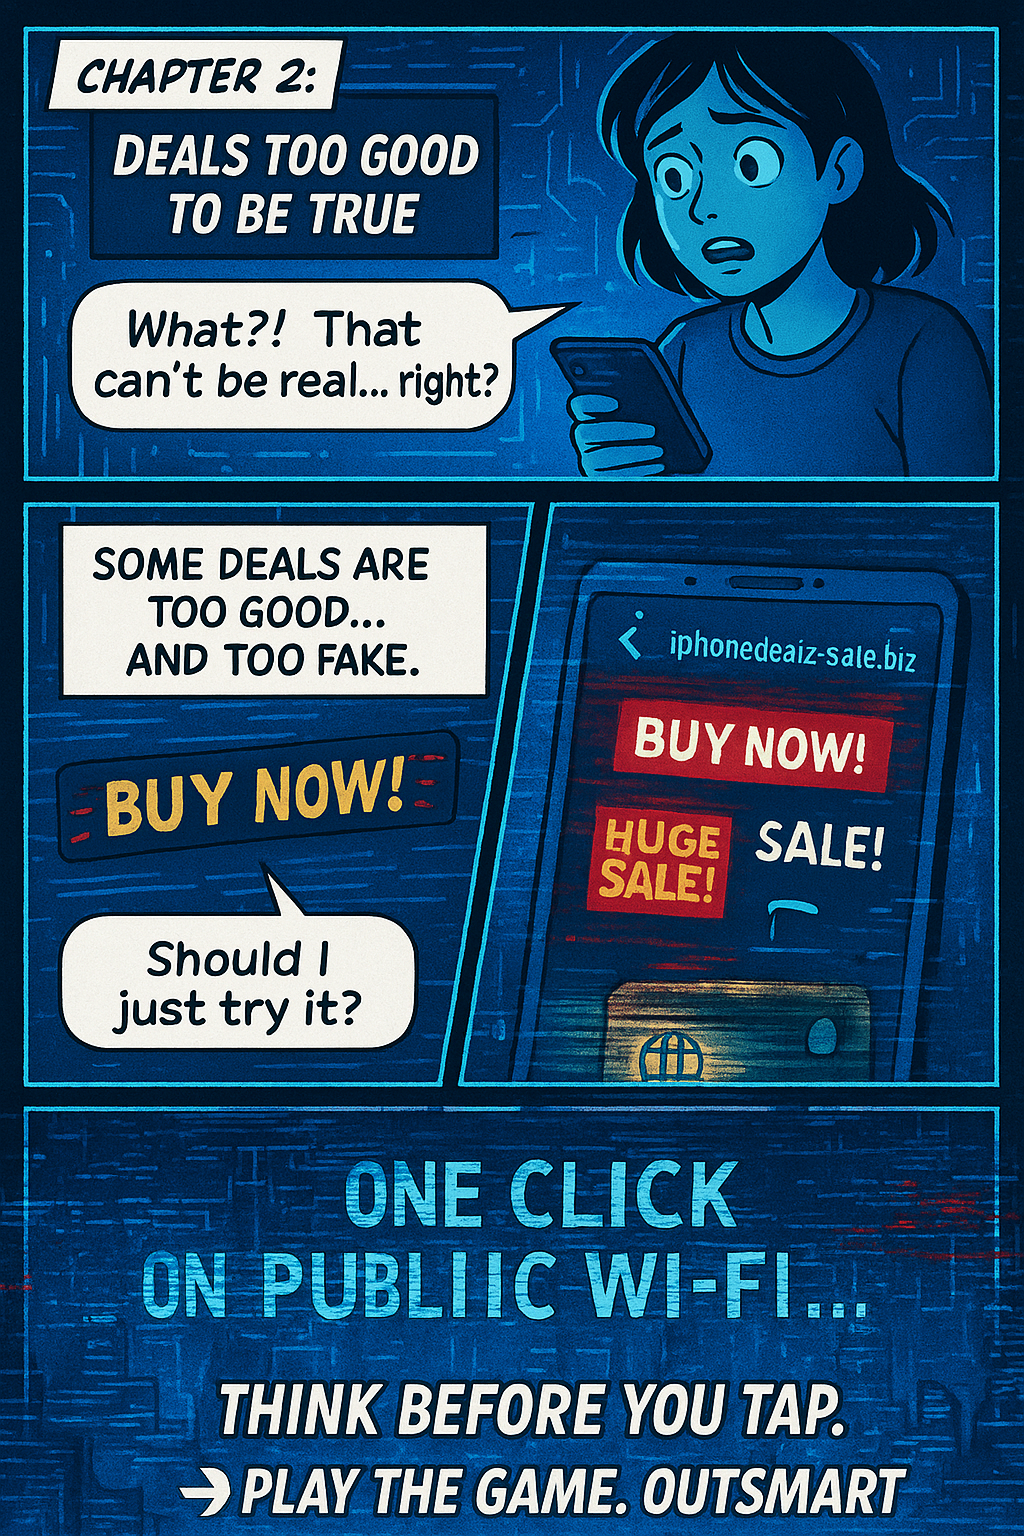 CHAPTER 2:
DEALS TOO GOOD
TO BE TRUE
What?! That
can't be real... right?
SOME DEALS ARE
TOO GOOD...
AND TOO FAKE.
BUY NOW!
Should I
just try it?
iphonedeaiz-sale.biz
BUY NOW!
HUGE
SALE!
SALE!
ONE CLICK
ON PUBLIIC WI-FI...
THINK BEFORE YOU TAP.
→ PLAY THE GAME. OUTSMART